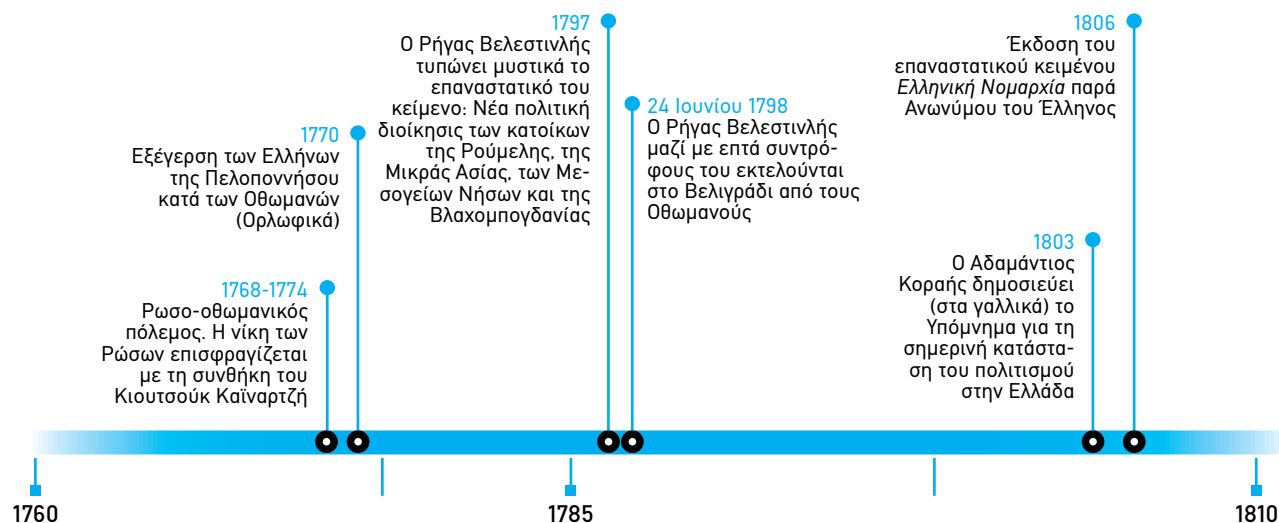 1768-1774
Ρωσο-οθωμανικός
πόλεμος. Η νίκη των
Ρώσων επισφραγίζεται
με τη συνθήκη του
Κιουτσούκ Καϊναρτζή
1770
Εξέγερση των Ελλήνων
της Πελοποννήσου
κατά των Οθωμανών
(Ορλωφικά)
1797
Ο Ρήγας Βελεστινλής
τυπώνει μυστικά το
επαναστατικό του
κείμενο: Νέα πολιτική
διοίκησις των κατοίκων
της Ρούμελης, της
Μικράς Ασίας, των Με-
σογείων Νήσων και της
Βλαχομπογδανίας
24 Ιουνίου 1798
Ο Ρήγας Βελεστινλής
μαζί με επτά συντρό-
φους του εκτελούνται
στο Βελιγράδι από τους
Οθωμανούς
1803
Ο Αδαμάντιος
Κοραής δημοσιεύει
(στα γαλλικά) το
Υπόμνημα για τη
σημερινή κατάστα-
ση του πολιτισμού
στην Ελλάδα
1806
Έκδοση του
επαναστατικού κειμένου
Ελληνική Νομαρχία παρά
Ανωνύμου του Έλληνος
1760
1785
1810